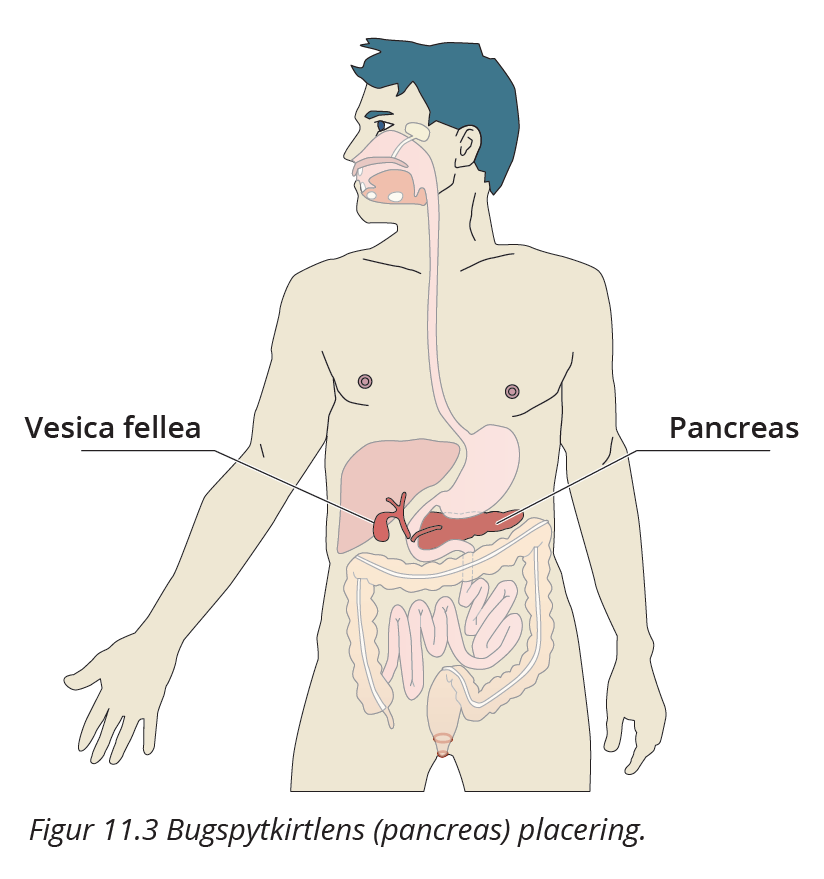 Vesica fellea
Pancreas
Figur 11.3 Bugspytkirtlens (pancreas) placering.